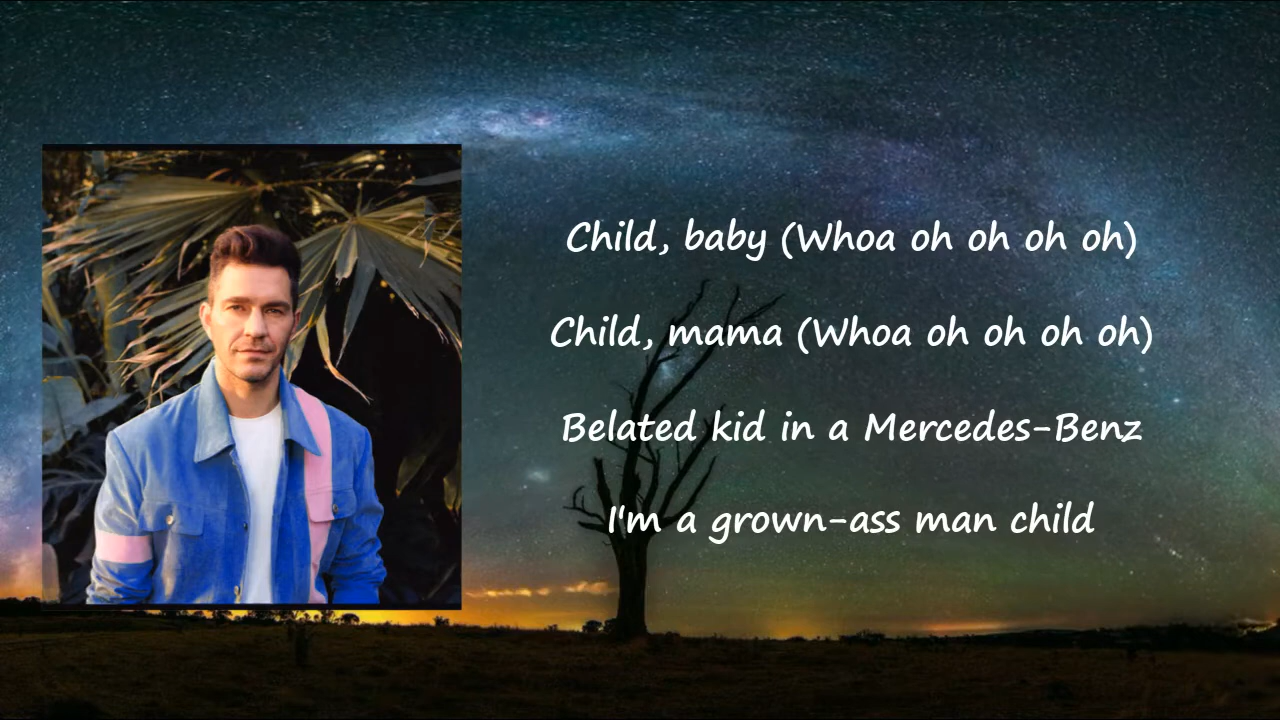 Child, baby (Whoa oh oh oh oh)
Child, mama (Whoa oh oh oh oh)
Belated kid in a Mercedes-Benz
I'm a grown-ass man child